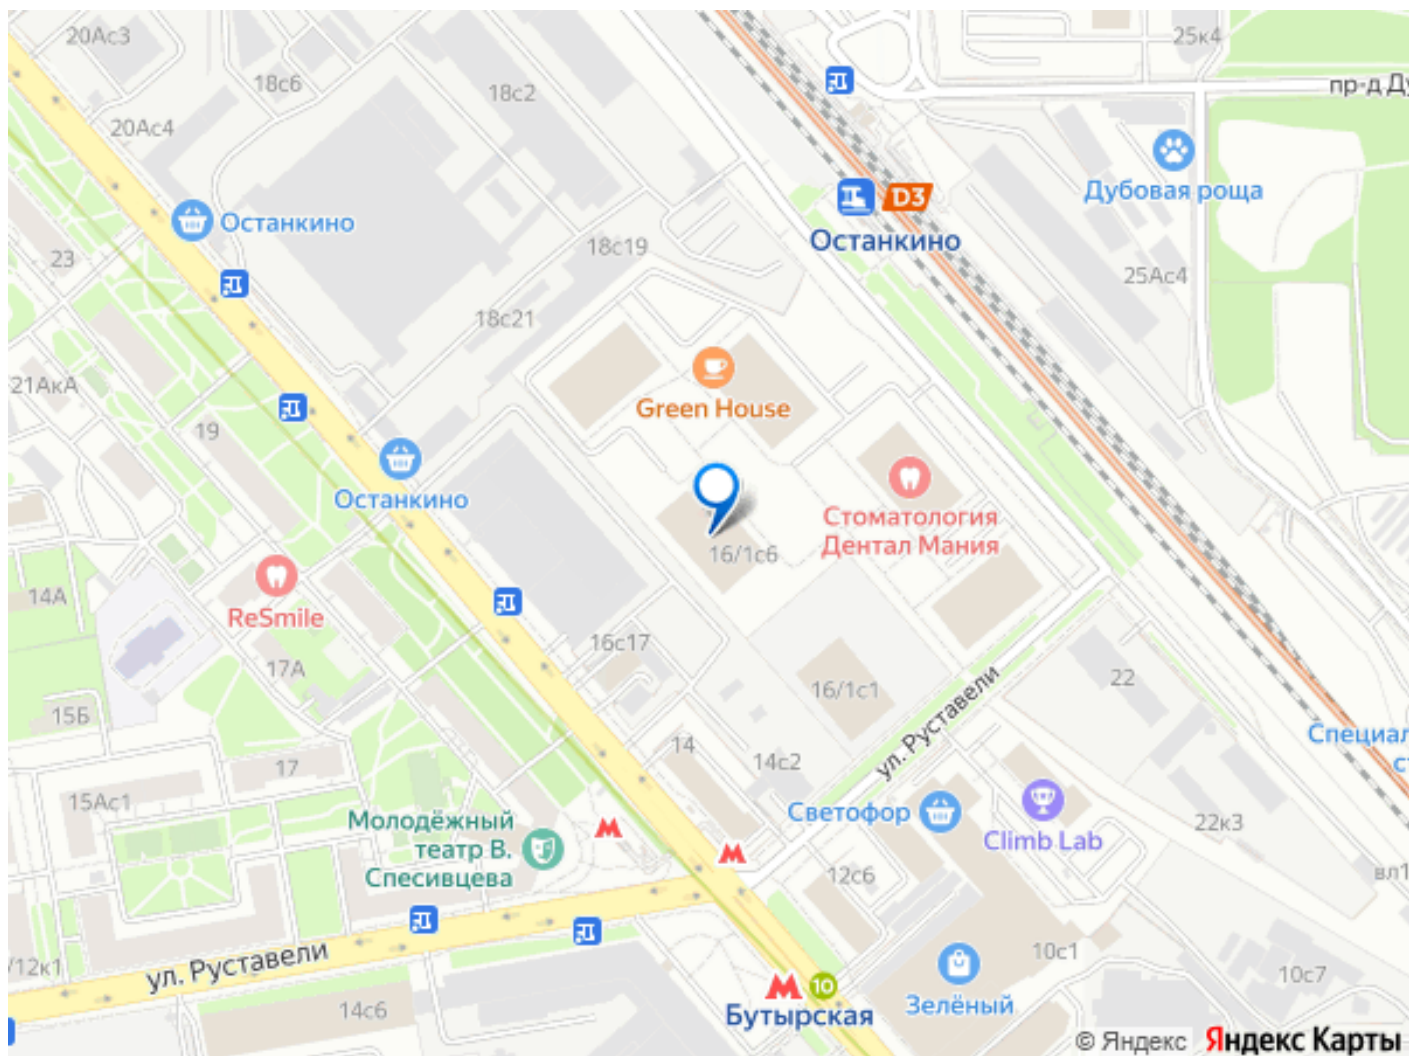 20Ас3
25к4
18с6
18с2
пр-д Ду
20Ас4
Дубовая роща
D3
Останкино
Останкино
18с19
23
25Ас4
18с21
21АкА
Green House
19
Останкино
Стоматология
Дентал Мания
16/1с6
14А
ReSmile
16с17
17А
16/1с1
22
15Б
ул. Руставели
Специал
ст
14
14с2
17
15Ас1
Молодёжный
театр В.
Спесивцева
Светофор
Climb Lab
22к3
12с6
вл1
/12к1
ул. Руставели
10с1
10с7
10
Зелёный
14с6
Бутырская
© Яндекс Яндекс Карты